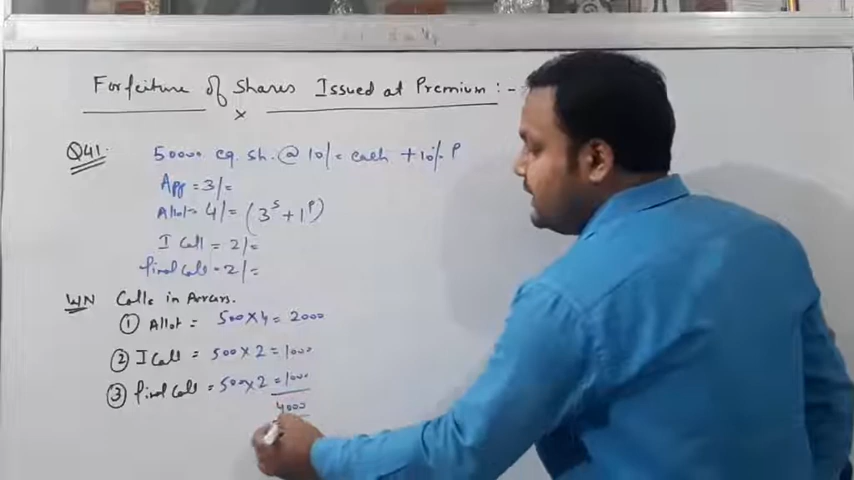 Forfeiture of Shares Issued at Premium :-
Q41. 50000 eq. sh. @ 10/= each + 10% P
App = 3/=
Allot = 4/= (3ˢ + 1ᴾ)
I Call = 2/=
final Call = 2/=
WN Calls in Arrears.
① Allot = 500 X 4 = 2000
② I Call = 500 X 2 = 1000
③ final Call = 500 X 2 = 1000
4000